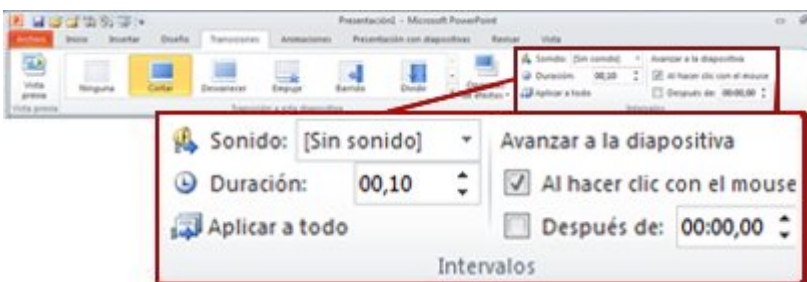 Presentación1 - Microsoft PowerPoint
Archivo Inicio Insertar Diseño Transiciones Animaciones Presentación con diapositivas Revisar Vista
Vista previa
Ninguna Cortar Desvanecer Empuje Barrido Dividir
de efectos
Sonido: [Sin sonido] Avanzar a la diapositiva
Duración: 00,10 Al hacer clic con el mouse
Aplicar a todo Después de: 00:00,00
Vista previa Transición a esta diapositiva Intervalos
Sonido: [Sin sonido] Avanzar a la diapositiva
Duración: 00,10 Al hacer clic con el mouse
Aplicar a todo Después de: 00:00,00
Intervalos